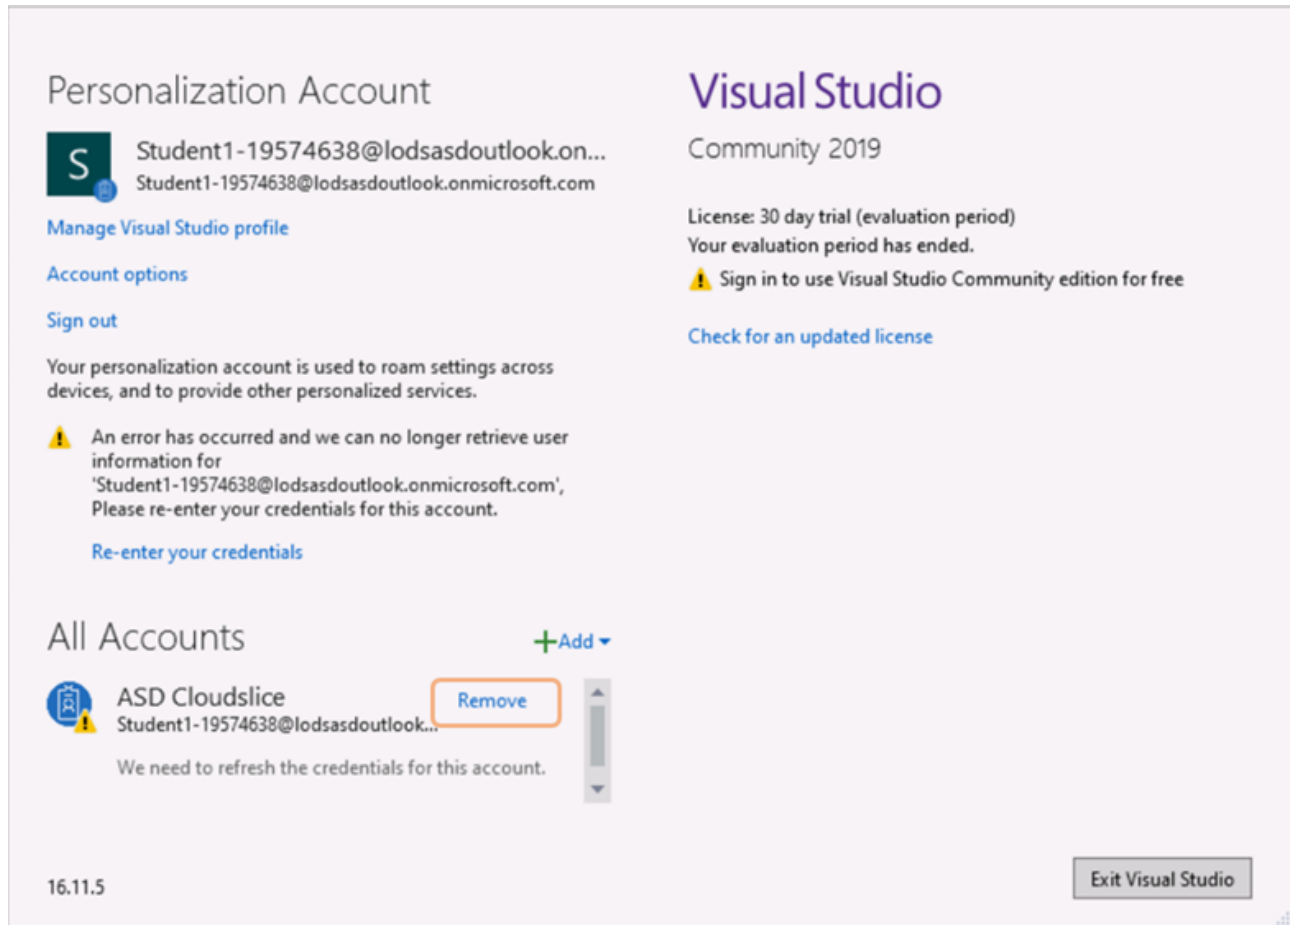 Personalization Account
S
Student1-19574638@lodsasdoutlook.on...
Student1-19574638@lodsasdoutlook.onmicrosoft.com
Manage Visual Studio profile
Account options
Sign out
Your personalization account is used to roam settings across
devices, and to provide other personalized services.
An error has occurred and we can no longer retrieve user
information for
'Student1-19574638@lodsasdoutlook.onmicrosoft.com',
Please re-enter your credentials for this account.
Re-enter your credentials
All Accounts
Add
ASD Cloudslice
Remove
Student1-19574638@lodsasdoutlook...
We need to refresh the credentials for this account.
16.11.5
Visual Studio
Community 2019
License: 30 day trial (evaluation period)
Your evaluation period has ended.
Sign in to use Visual Studio Community edition for free
Check for an updated license
Exit Visual Studio